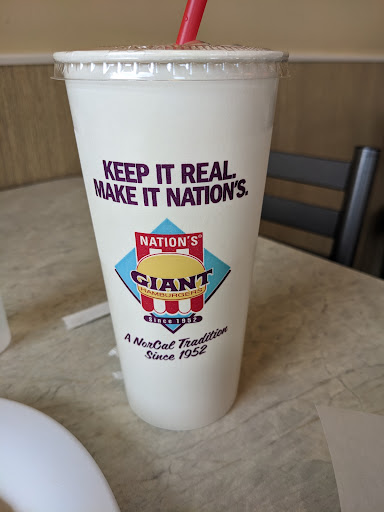 KEEP IT REAL.
MAKE IT NATION'S.
NATION'S®
GIANT
HAMBURGERS
Since 1952
A NorCal Tradition
Since 1952